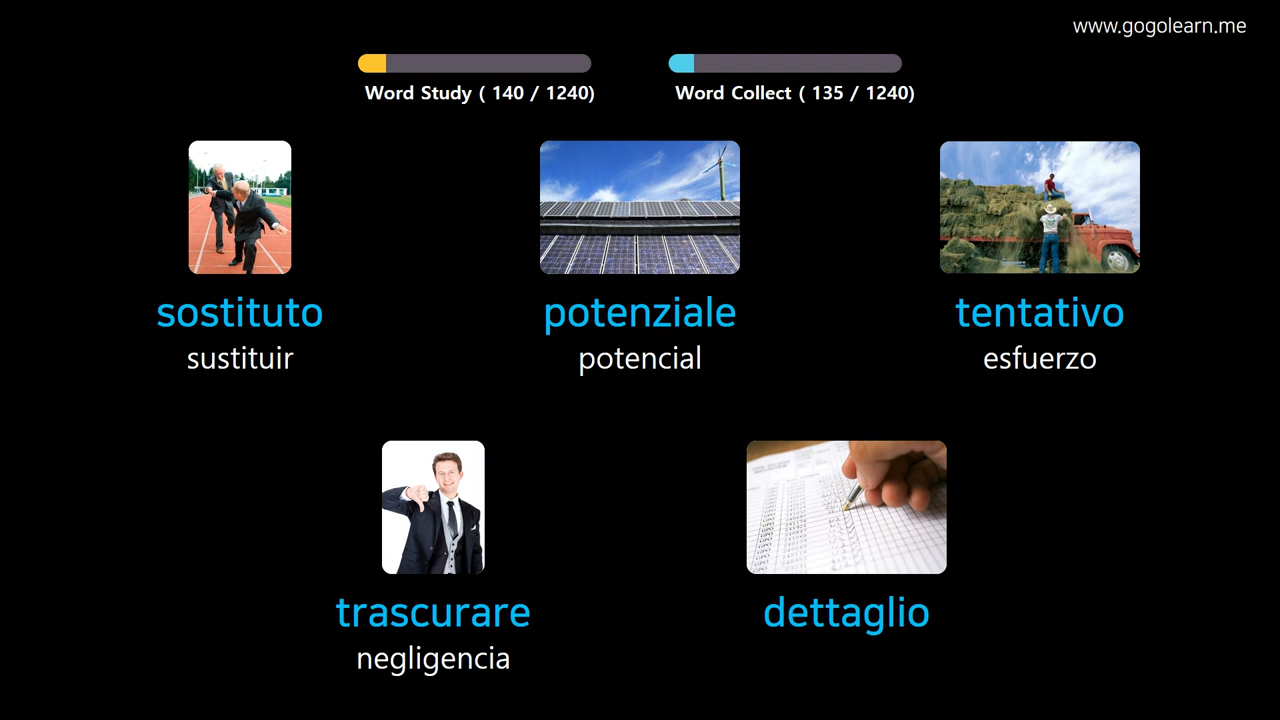 www.gogolearn.me
Word Study ( 140 / 1240)
Word Collect ( 135 / 1240)
sostituto
sustituir
potenziale
potencial
tentativo
esfuerzo
trascurare
negligencia
dettaglio